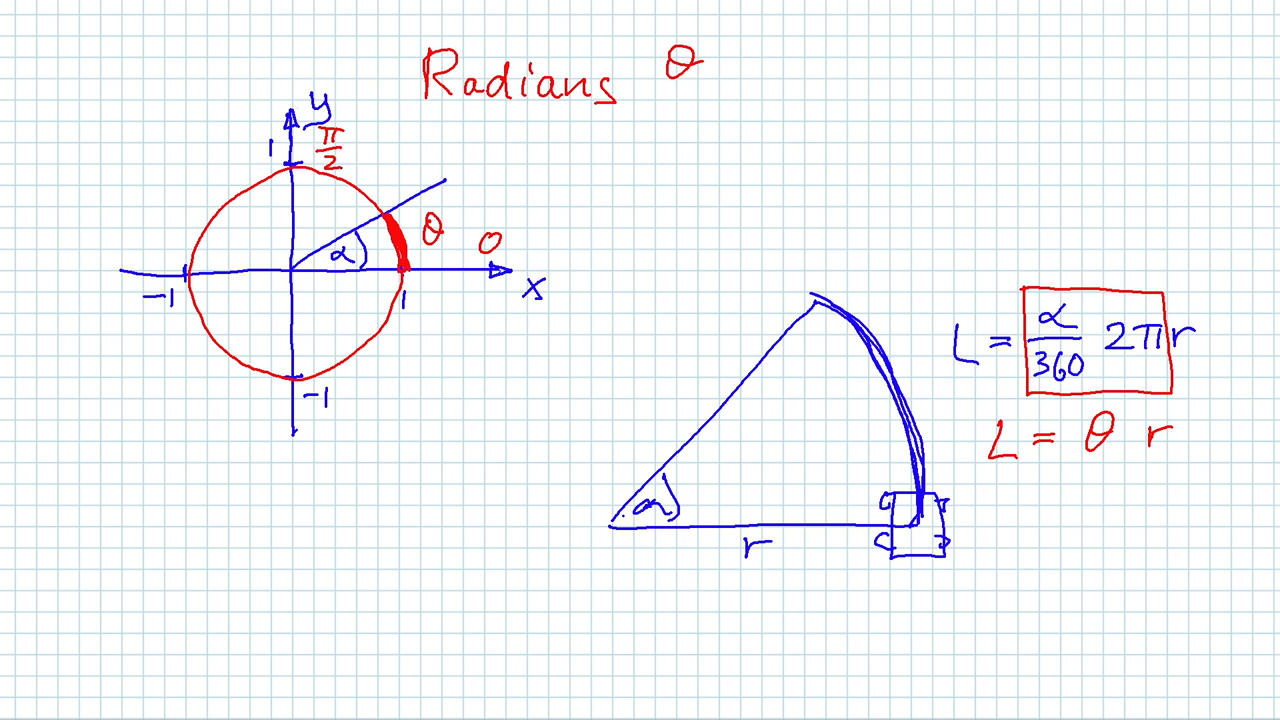 Radians θ
y
1
π/2
θ
0
α
-1
1
x
-1
L = α/360 2πr
L = θ r
α
r